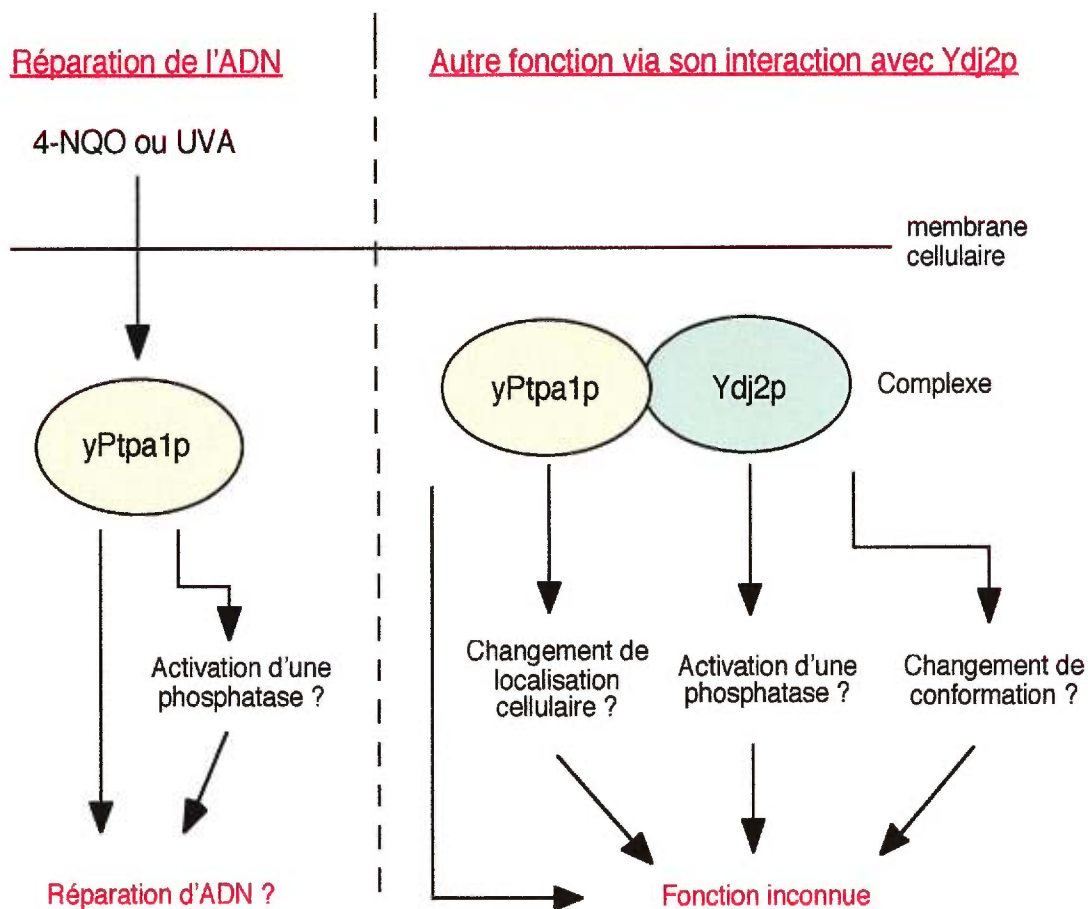 Réparation de l'ADN
4-NQO ou UVA
yPtpa1p
Activation d'une
phosphatase ?
Réparation d'ADN ?
Autre fonction via son interaction avec Ydj2p
membrane
cellulaire
yPtpa1p
Ydj2p
Complexe
Changement de
localisation
cellulaire ?
Activation d'une
phosphatase ?
Changement de
conformation ?
Fonction inconnue